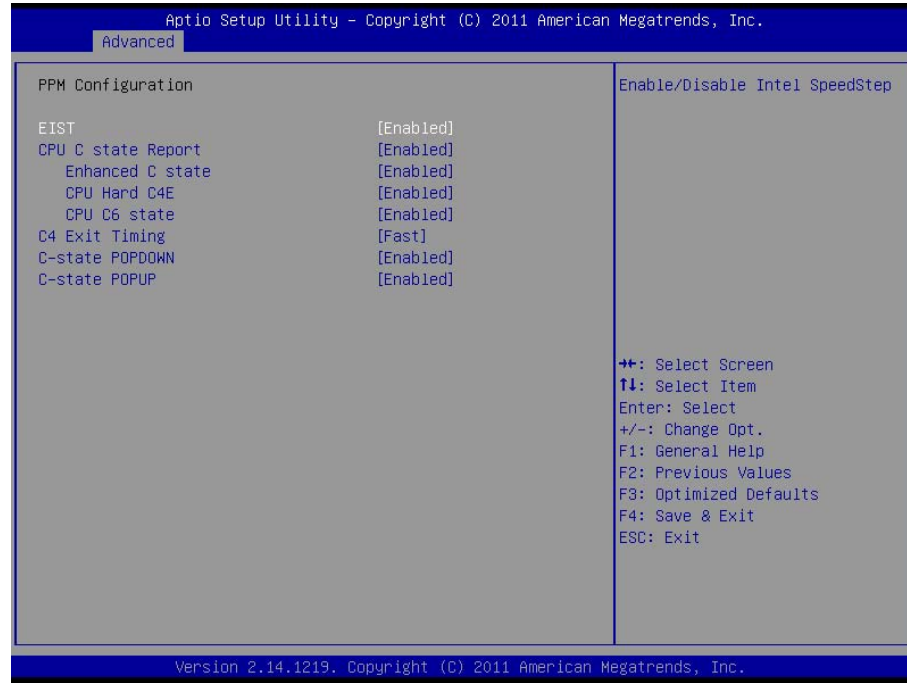 Aptio Setup Utility – Copyright (C) 2011 American Megatrends, Inc.
Advanced
PPM Configuration
EIST [Enabled]
CPU C state Report [Enabled]
Enhanced C state [Enabled]
CPU Hard C4E [Enabled]
CPU C6 state [Enabled]
C4 Exit Timing [Fast]
C-state POPDOWN [Enabled]
C-state POPUP [Enabled]
Enable/Disable Intel SpeedStep
→←: Select Screen
↑↓: Select Item
Enter: Select
+/-: Change Opt.
F1: General Help
F2: Previous Values
F3: Optimized Defaults
F4: Save & Exit
ESC: Exit
Version 2.14.1219. Copyright (C) 2011 American Megatrends, Inc.